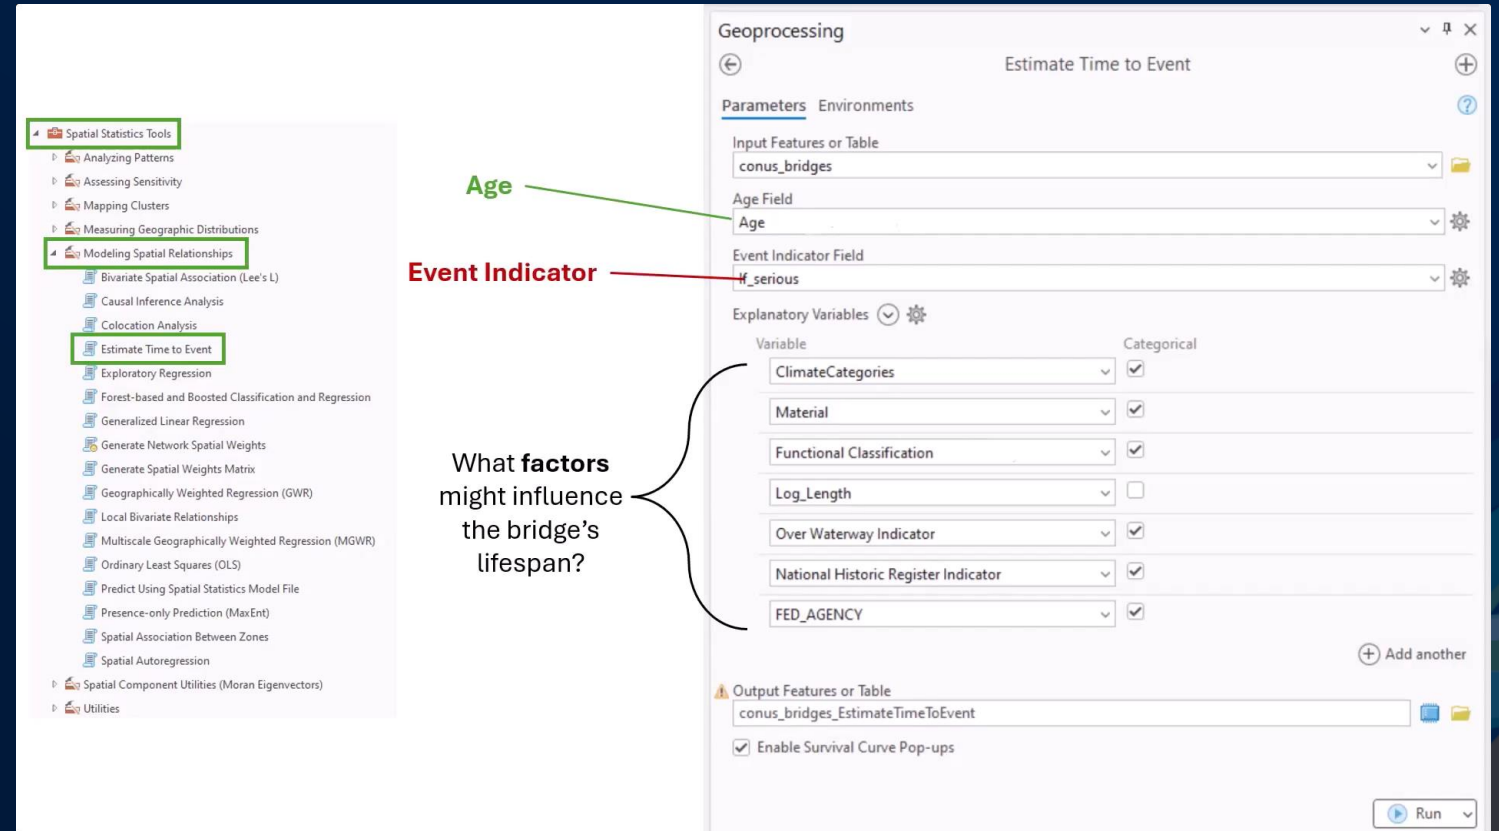 Spatial Statistics Tools
Analyzing Patterns
Assessing Sensitivity
Mapping Clusters
Measuring Geographic Distributions
Modeling Spatial Relationships
Bivariate Spatial Association (Lee's L)
Causal Inference Analysis
Colocation Analysis
Estimate Time to Event
Exploratory Regression
Forest-based and Boosted Classification and Regression
Generalized Linear Regression
Generate Network Spatial Weights
Generate Spatial Weights Matrix
Geographically Weighted Regression (GWR)
Local Bivariate Relationships
Multiscale Geographically Weighted Regression (MGWR)
Ordinary Least Squares (OLS)
Predict Using Spatial Statistics Model File
Presence-only Prediction (MaxEnt)
Spatial Association Between Zones
Spatial Autoregression
Spatial Component Utilities (Moran Eigenvectors)
Utilities
Age
Event Indicator
What factors
might influence
the bridge's
lifespan?
Geoprocessing
Estimate Time to Event
Parameters Environments
Input Features or Table
conus_bridges
Age Field
Age
Event Indicator Field
If_serious
Explanatory Variables
Variable Categorical
ClimateCategories
Material
Functional Classification
Log_Length
Over Waterway Indicator
National Historic Register Indicator
FED_AGENCY
Add another
Output Features or Table
conus_bridges_EstimateTimeToEvent
Enable Survival Curve Pop-ups
Run